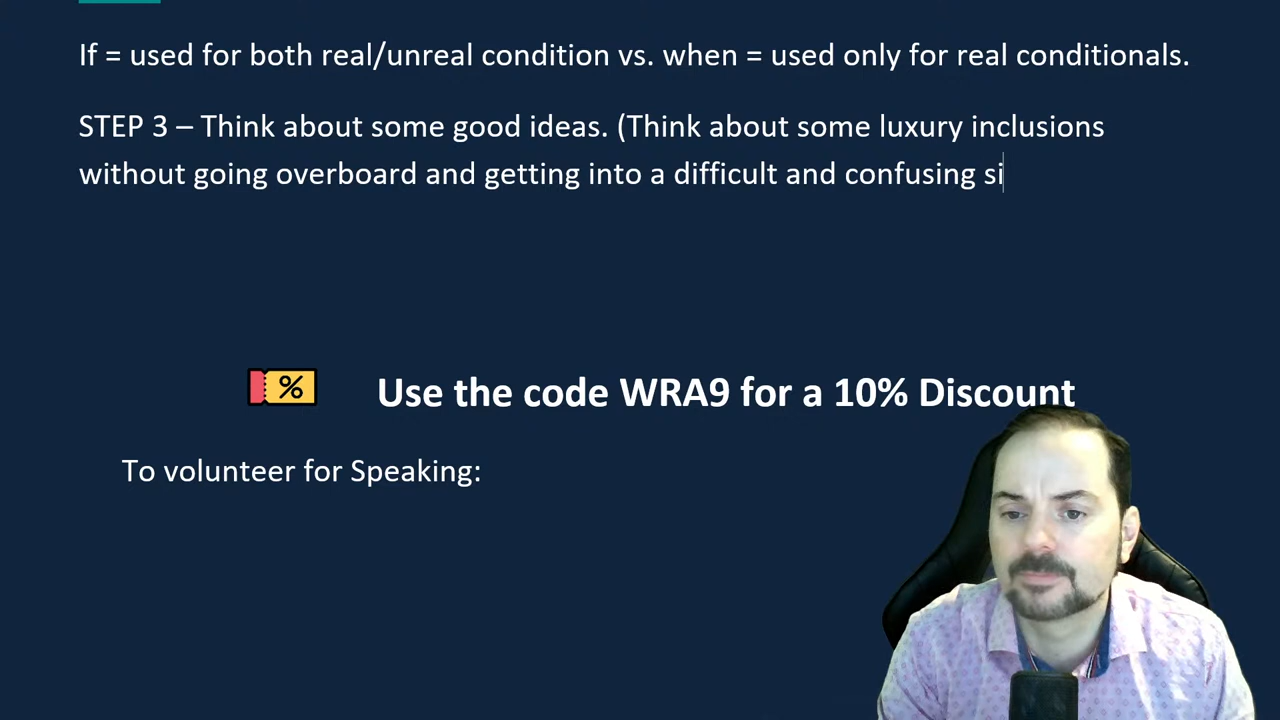 If = used for both real/unreal condition vs. when = used only for real conditionals.
STEP 3 – Think about some good ideas. (Think about some luxury inclusions
without going overboard and getting into a difficult and confusing si
%
Use the code WRA9 for a 10% Discount
To volunteer for Speaking: